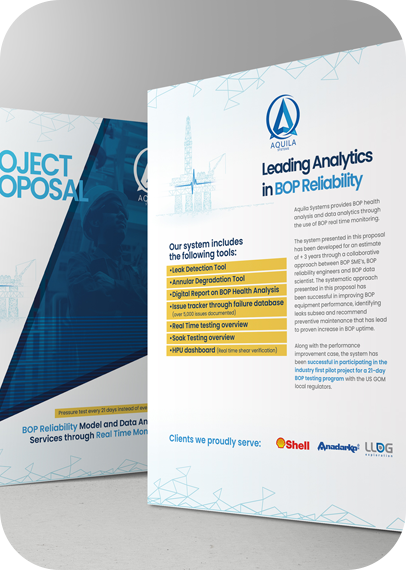 OJECT
OPOSAL
AQ
Pressure test every 21 days instead of eve
BOP Reliability Model and Data An
Services through Real Time Mon
AQUILA
Leading Analytics
in BOP Reliability
Aquila Systems provides BOP health
analysis and data analytics through
the use of BOP real time monitoring.
The system presented in this proposal
has been developed for an estimate
of + 3 years through a collaborative
approach between BOP SME's, BOP
reliability engineers and BOP data
scientist. The systematic approach
presented in this proposal has
been successful in improving BOP
equipment performance, identifying
leaks subsea and recommend
preventive maintenance that has lead
to proven increase in BOP uptime.
Along with the performance
improvement case, the system has
been successful in participating in the
industry first pilot project for a 21-day
BOP testing program with the US GOM
local regulators.
Our system includes
the following tools:
•Leak Detection Tool
•Annular Degradation Tool
•Digital Report on BOP Health Analysis
•Issue tracker through failure database
(over 5,000 issues documented)
•Real Time testing overview
•Soak Testing overview
•HPU dashboard (Real time shear verification)
Clients we proudly serve:
Shell
Anadarko
LLOG
exploration